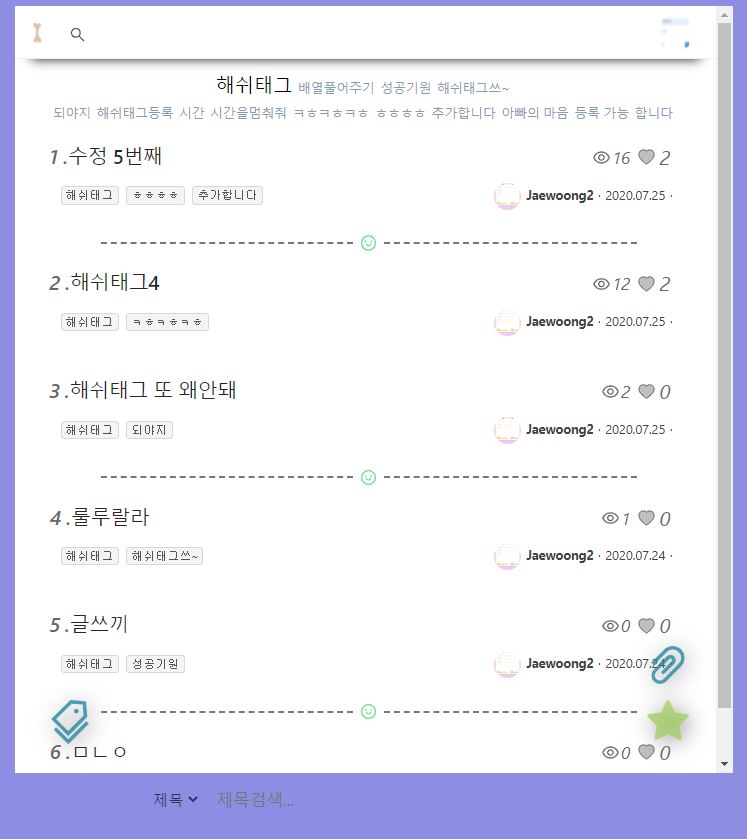 해쉬태그 배열풀어주기 성공기원 해쉬태그쓰~
되야지 해쉬태그등록 시간 시간을멈춰줘 ㅋㅎㅋㅎㅋㅎ ㅎㅎㅎㅎ 추가합니다 아빠의 마음 등록 가능 합니다
1 .수정 5번째 16 2
해쉬태그 ㅎㅎㅎㅎ 추가합니다 Jaewoong2 · 2020.07.25 ·
2 .해쉬태그4 12 2
해쉬태그 ㅋㅎㅋㅎㅋㅎ Jaewoong2 · 2020.07.25 ·
3 .해쉬태그 또 왜안돼 2 0
해쉬태그 되야지 Jaewoong2 · 2020.07.25 ·
4 .룰루랄라 1 0
해쉬태그 해쉬태그쓰~ Jaewoong2 · 2020.07.24 ·
5 .글쓰끼 0 0
해쉬태그 성공기원 Jaewoong2 · 2020.07.24
6 .ㅁㄴㅇ 0 0
제목 제목검색...